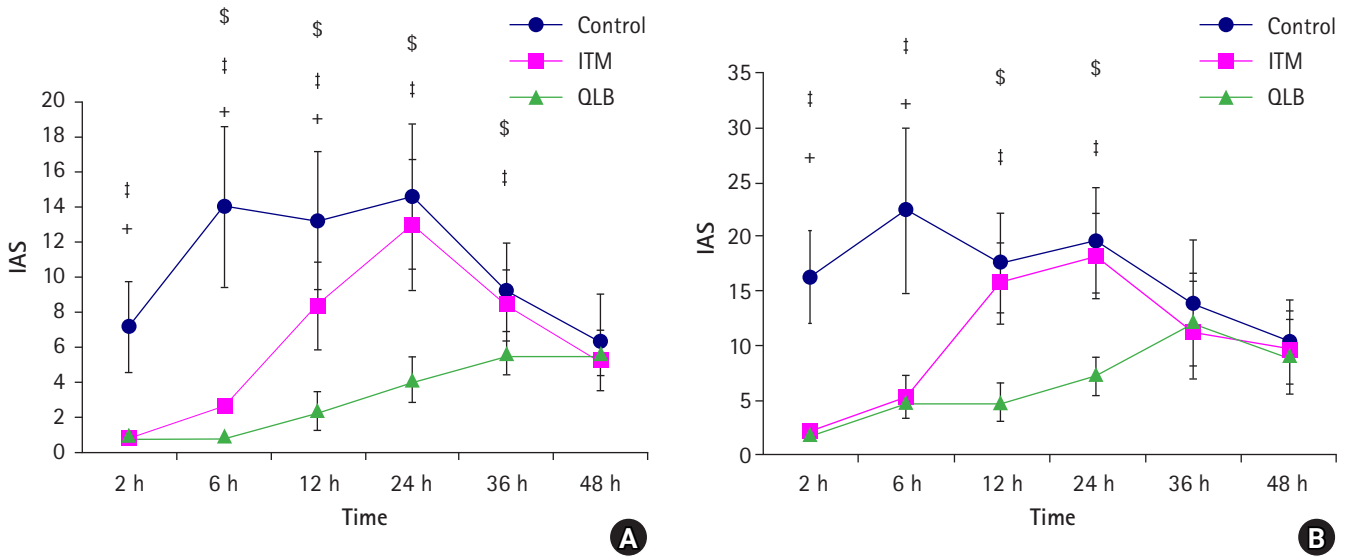 $
$
$
‡
‡
‡
+
+
$
‡
‡
+
Control
ITM
QLB
20
18
16
14
12
10
8
6
4
2
0
IAS
2 h 6 h 12 h 24 h 36 h 48 h
Time
A
‡
$
$
‡
+
+
‡
‡
Control
ITM
QLB
35
30
25
20
15
10
5
0
IAS
2 h 6 h 12 h 24 h 36 h 48 h
Time
B